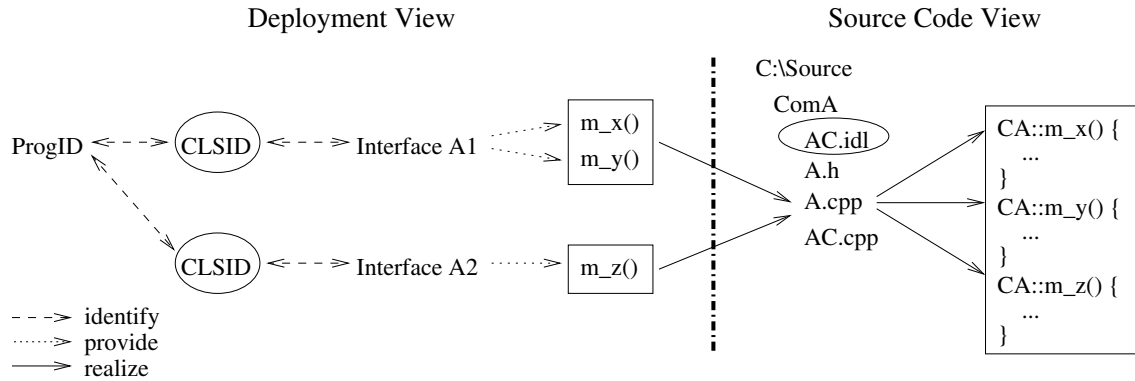 Deployment View
Source Code View
ProgID
CLSID
Interface A1
m_x()
m_y()
CLSID
Interface A2
m_z()
identify
provide
realize
C:\Source
ComA
AC.idl
A.h
A.cpp
AC.cpp
CA::m_x() {
...
}
CA::m_y() {
...
}
CA::m_z() {
...
}